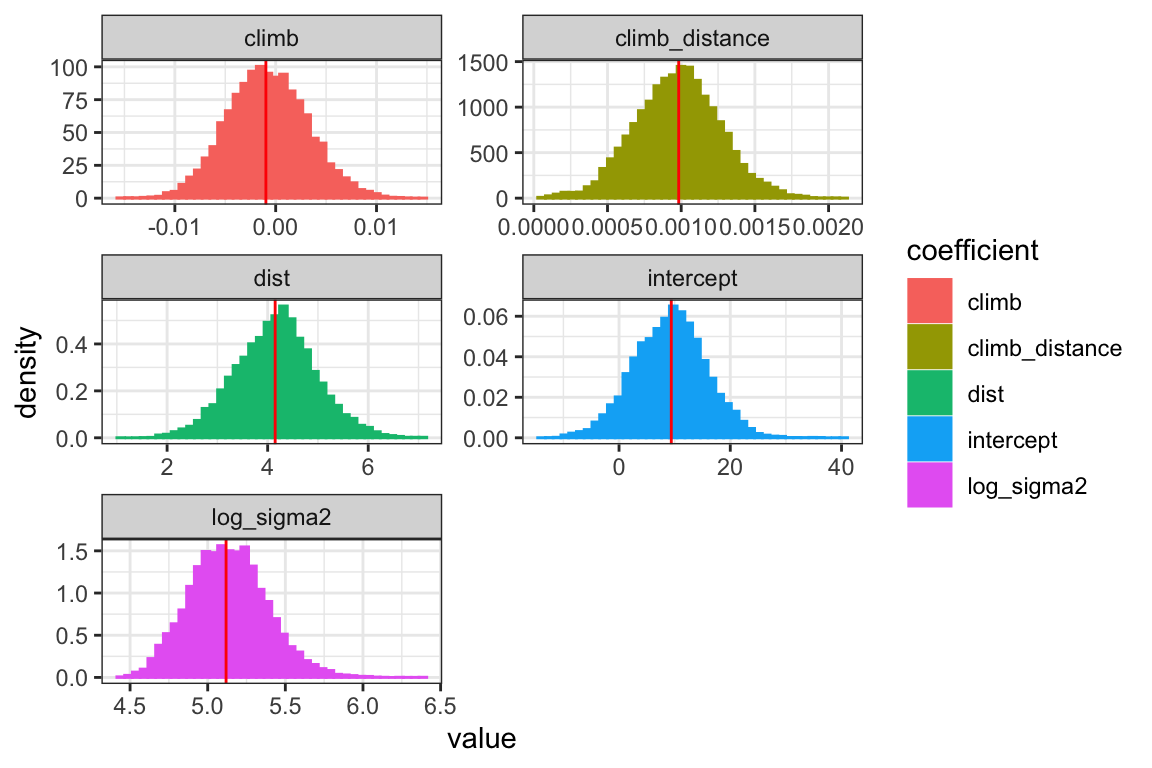 climb
100
75
50
25
0
-0.01 0.00 0.01
climb_distance
1500
1000
500
0
0.0000 0.0005 0.0010 0.0015 0.0020
dist
0.4
0.2
0.0
2 4 6
intercept
0.06
0.04
0.02
0.00
0 20 40
log_sigma2
1.5
1.0
0.5
0.0
4.5 5.0 5.5 6.0 6.5
density
value
coefficient
climb
climb_distance
dist
intercept
log_sigma2